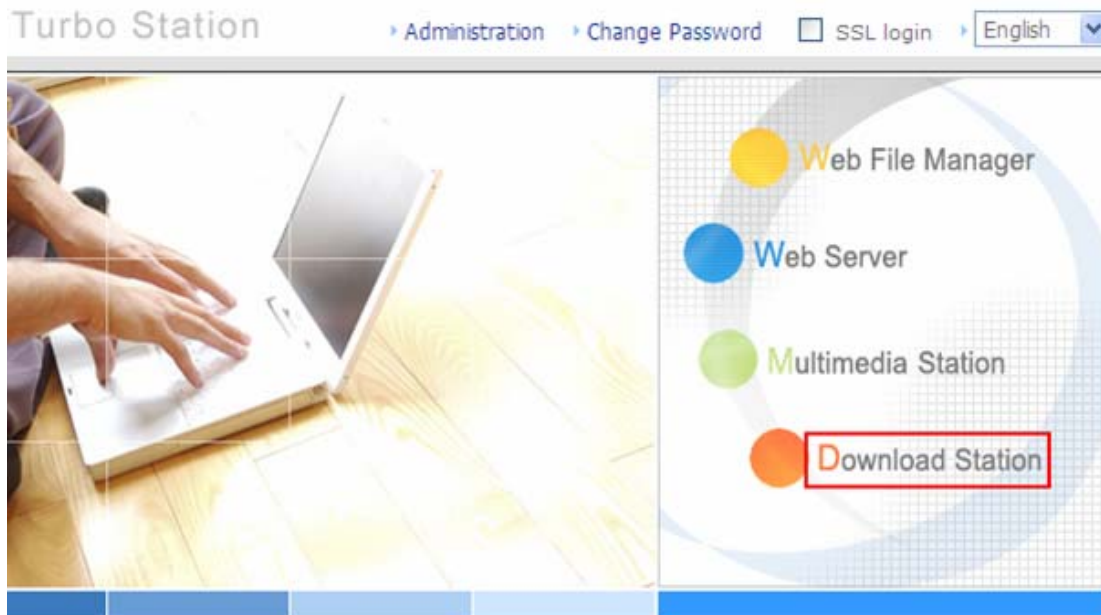 Turbo Station
Administration Change Password SSL login English
Web File Manager
Web Server
Multimedia Station
Download Station